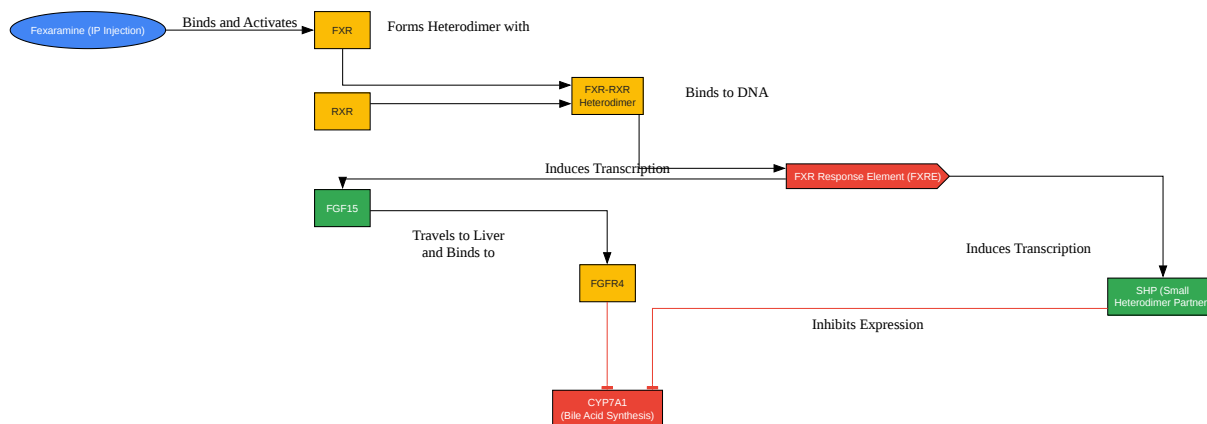 Fexaramine (IP Injection)
Binds and Activates
FXR
Forms Heterodimer with
RXR
FXR-RXR
Heterodimer
Binds to DNA
Induces Transcription
FXR Response Element (FXRE)
FGF15
Travels to Liver
and Binds to
Induces Transcription
FGFR4
SHP (Small
Heterodimer Partner
Inhibits Expression
CYP7A1
(Bile Acid Synthesis)